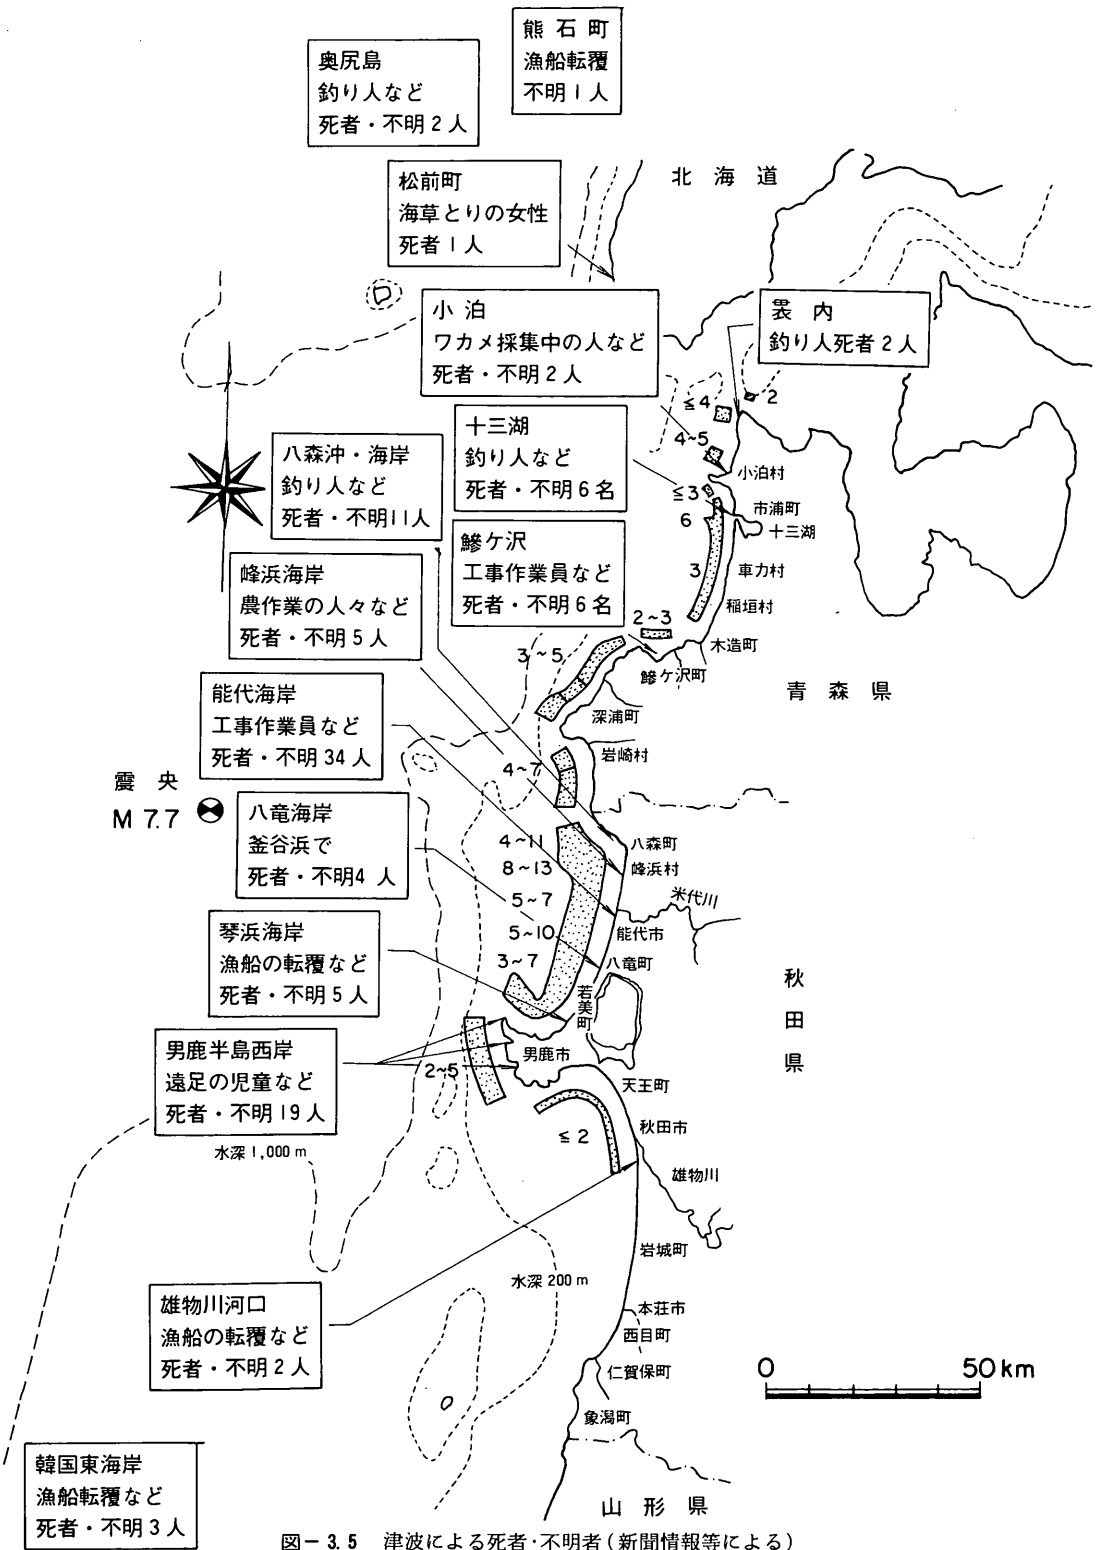 熊石町
漁船転覆
不明1人
奥尻島
釣り人など
死者・不明2人
松前町
海草とりの女性
死者1人
北海道
小泊
ワカメ採集中の人など
死者・不明2人
内
釣り人死者2人
2
≦4
4~5
小泊村
十三湖
釣り人など
死者・不明6名
八森沖・海岸
釣り人など
死者・不明11人
≦3
市浦町
十三湖
6
3
車力村
稲垣村
鰺ケ沢
工事作業員など
死者・不明6名
峰浜海岸
農作業の人々など
死者・不明5人
2~3
木造町
鰺ケ沢町
3~5
青森県
深浦町
岩崎村
能代海岸
工事作業員など
死者・不明34人
4~7
震央
M 7.7
八竜海岸
釜谷浜で
死者・不明4人
4~11
八森町
8~13
峰浜村
米代川
5~7
5~10
能代市
3~7
八竜町
琴浜海岸
漁船の転覆など
死者・不明5人
秋田県
若美町
男鹿半島西岸
遠足の児童など
死者・不明19人
男鹿市
2~5
天王町
≦2
秋田市
水深1,000m
雄物川
岩城町
水深200m
雄物川河口
漁船の転覆など
死者・不明2人
本荘市
西目町
仁賀保町
0 50km
象潟町
韓国東海岸
漁船転覆など
死者・不明3人
山形県
図-3.5 津波による死者・不明者(新聞情報等による)